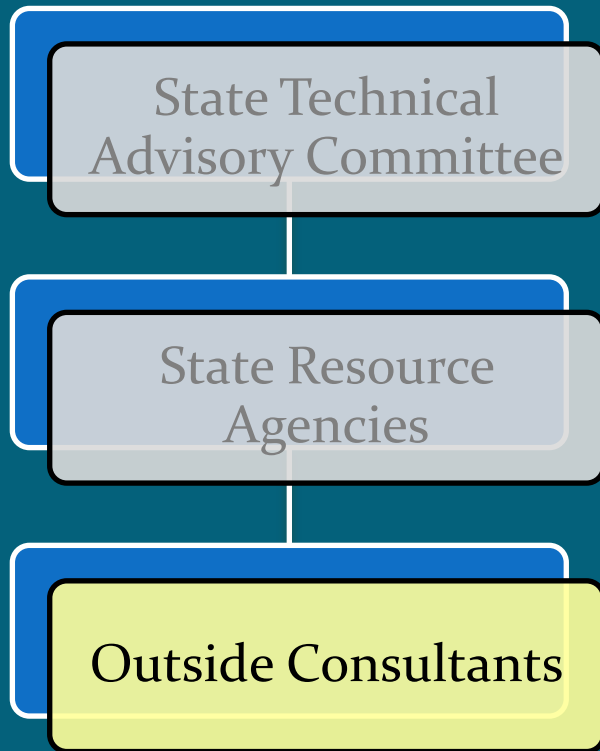 State Technical
Advisory Committee
State Resource
Agencies
Outside Consultants